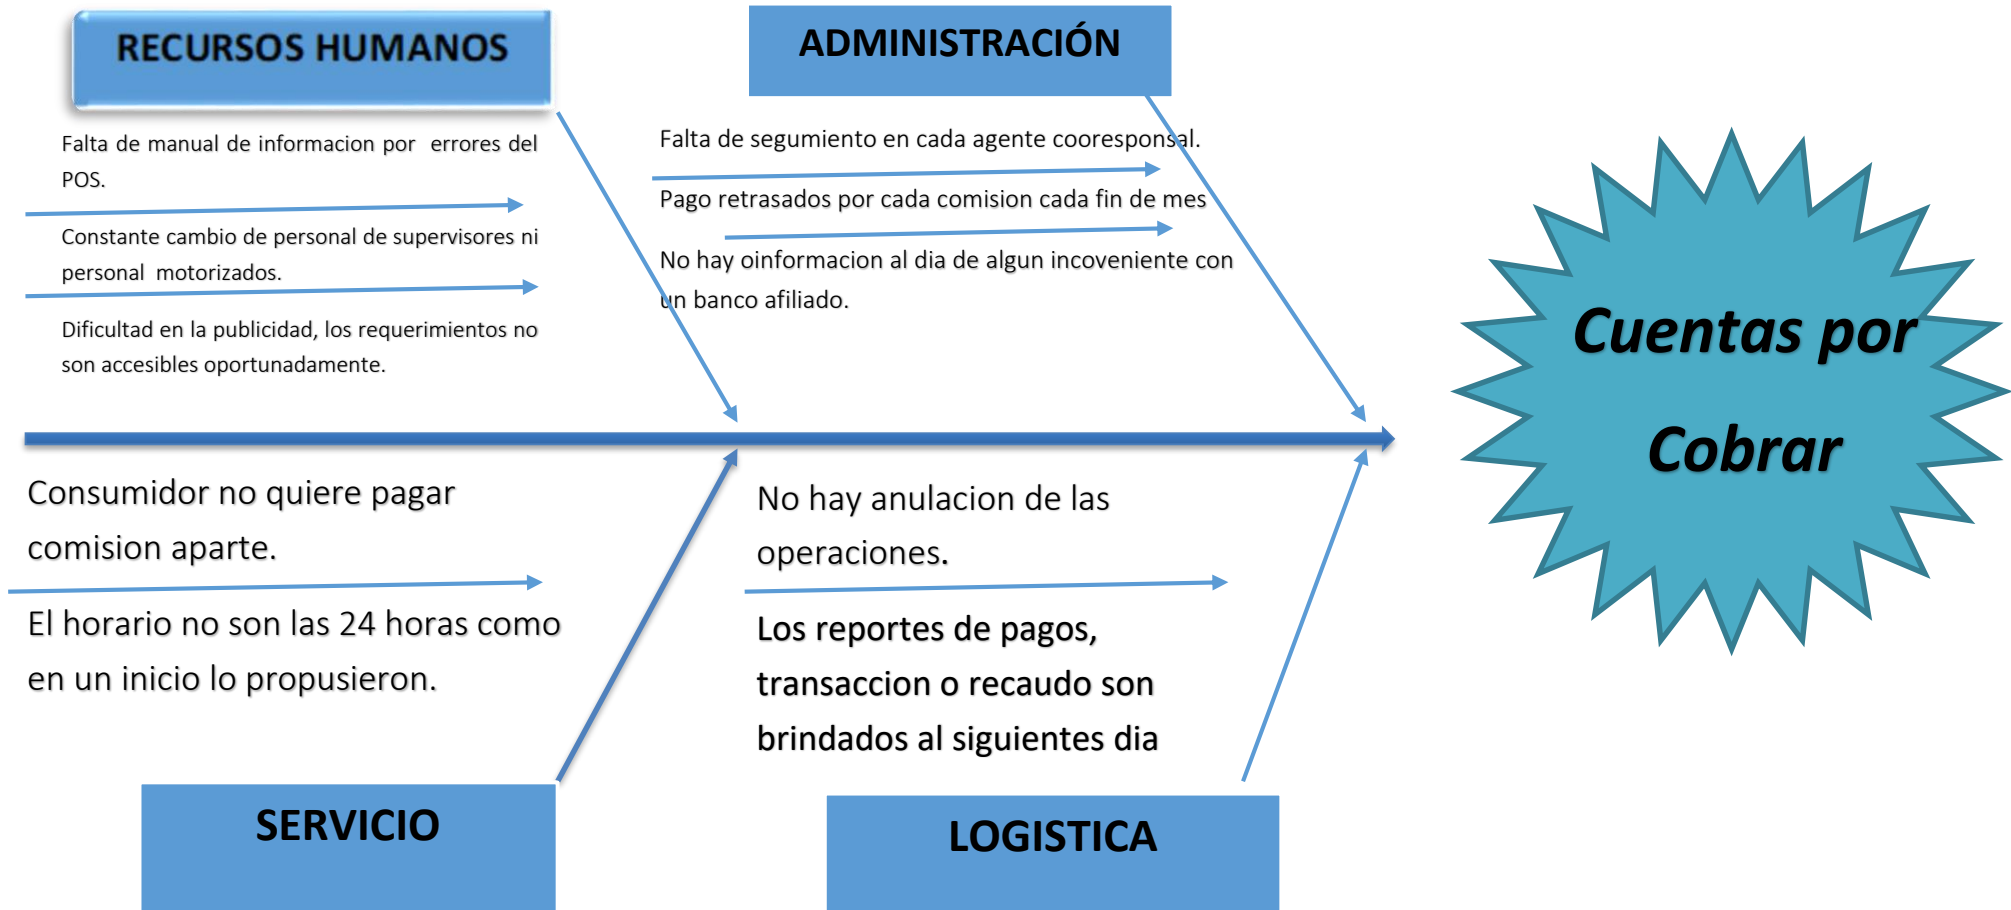 RECURSOS HUMANOS
ADMINISTRACIÓN
Falta de manual de informacion por errores del
POS.
Constante cambio de personal de supervisores ni
personal motorizados.
Dificultad en la publicidad, los requerimientos no
son accesibles oportunadamente.
Falta de segumiento en cada agente cooresponsal.
Pago retrasados por cada comision cada fin de mes
No hay oinformacion al dia de algun incoveniente con
un banco afiliado.
Cuentas por
Cobrar
Consumidor no quiere pagar
comision aparte.
El horario no son las 24 horas como
en un inicio lo propusieron.
No hay anulacion de las
operaciones.
Los reportes de pagos,
transaccion o recaudo son
brindados al siguientes dia
SERVICIO
LOGISTICA